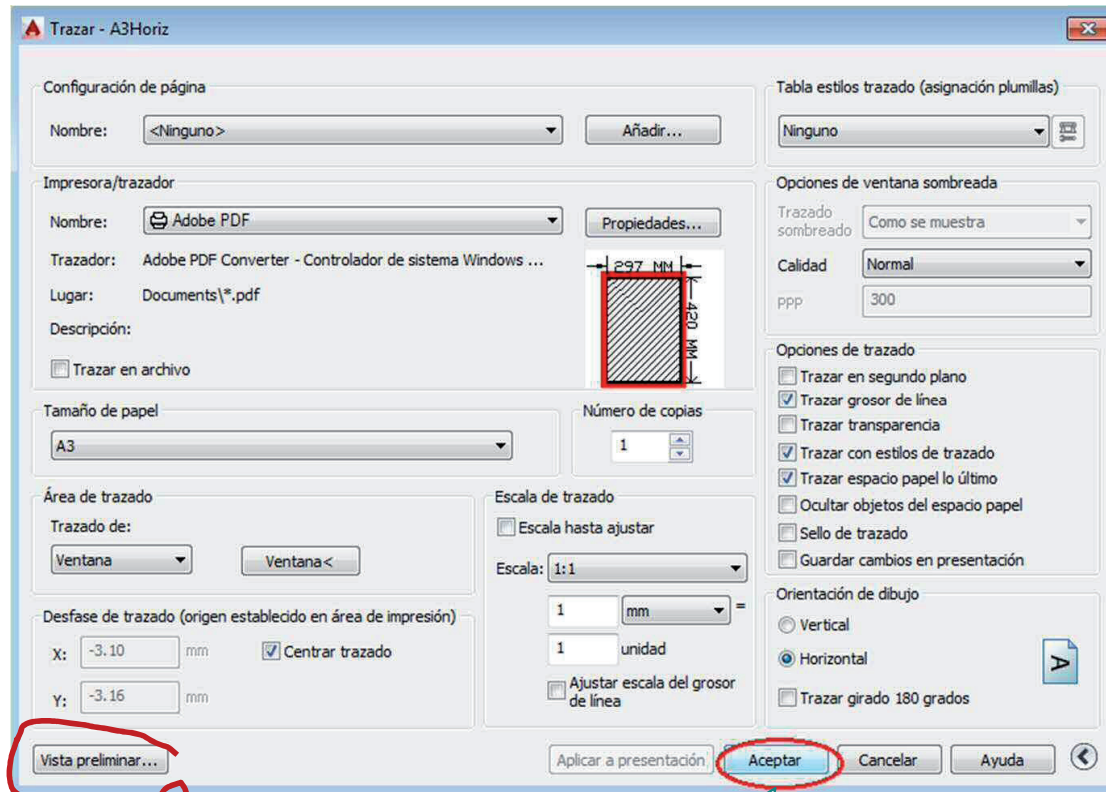 Trazar - A3Horiz
Configuración de página
Nombre: <Ninguno> Añadir...
Tabla estilos trazado (asignación plumillas)
Ninguno
Impresora/trazador
Nombre: Adobe PDF Propiedades...
Trazador: Adobe PDF Converter - Controlador de sistema Windows ...
Lugar: Documents\*.pdf
Descripción:
Trazar en archivo
297 MM
420 MM
Opciones de ventana sombreada
Trazado sombreado Como se muestra
Calidad Normal
PPP 300
Tamaño de papel
A3
Número de copias
1
Opciones de trazado
Trazar en segundo plano
Trazar grosor de línea
Trazar transparencia
Trazar con estilos de trazado
Trazar espacio papel lo último
Ocultar objetos del espacio papel
Sello de trazado
Guardar cambios en presentación
Área de trazado
Trazado de:
Ventana Ventana<
Escala de trazado
Escala hasta ajustar
Escala: 1:1
1 mm =
1 unidad
Ajustar escala del grosor
de línea
Desfase de trazado (origen establecido en área de impresión)
X: -3.10 mm Centrar trazado
Y: -3.16 mm
Orientación de dibujo
Vertical
Horizontal
A
Trazar girado 180 grados
Vista preliminar... Aplicar a presentación Aceptar Cancelar Ayuda